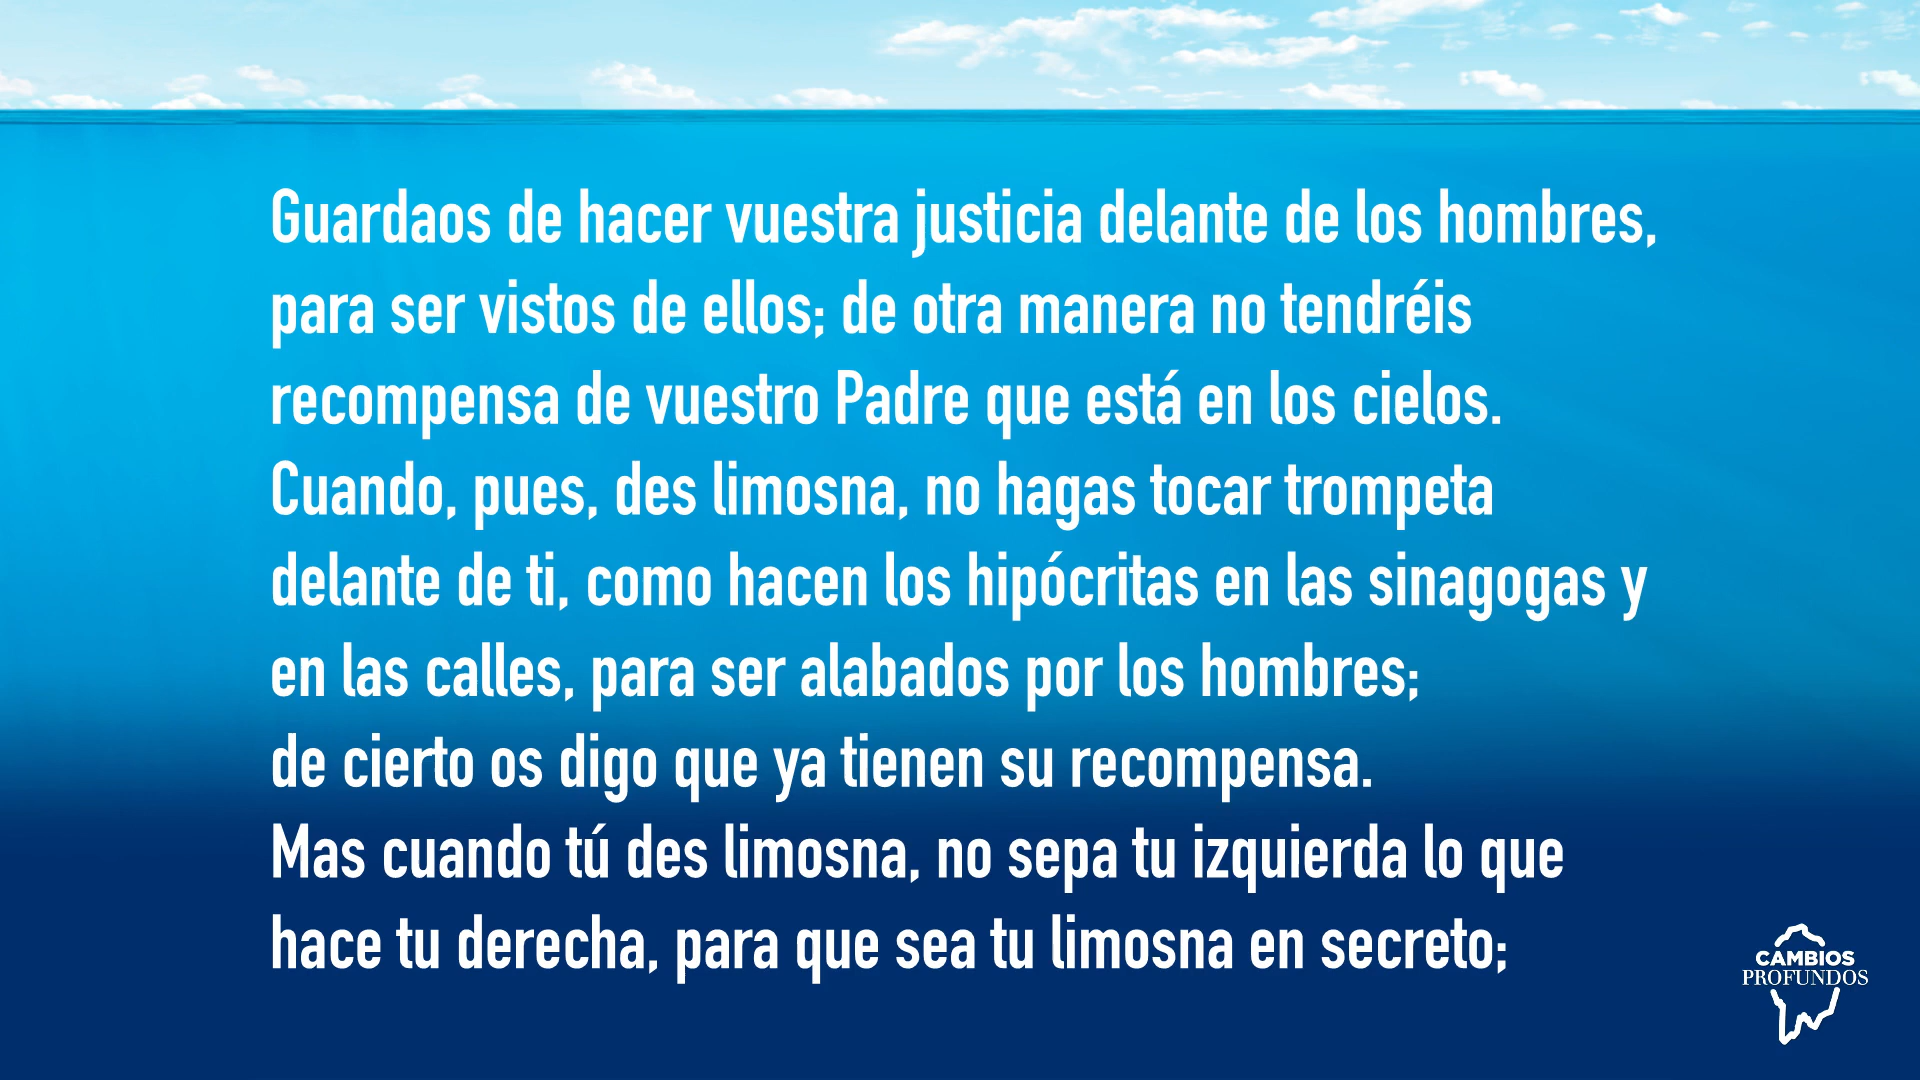 Guardaos de hacer vuestra justicia delante de los hombres,
para ser vistos de ellos; de otra manera no tendréis
recompensa de vuestro Padre que está en los cielos.
Cuando, pues, des limosna, no hagas tocar trompeta
delante de ti, como hacen los hipócritas en las sinagogas y
en las calles, para ser alabados por los hombres;
de cierto os digo que ya tienen su recompensa.
Mas cuando tú des limosna, no sepa tu izquierda lo que
hace tu derecha, para que sea tu limosna en secreto;
CAMBIOS
PROFUNDOS